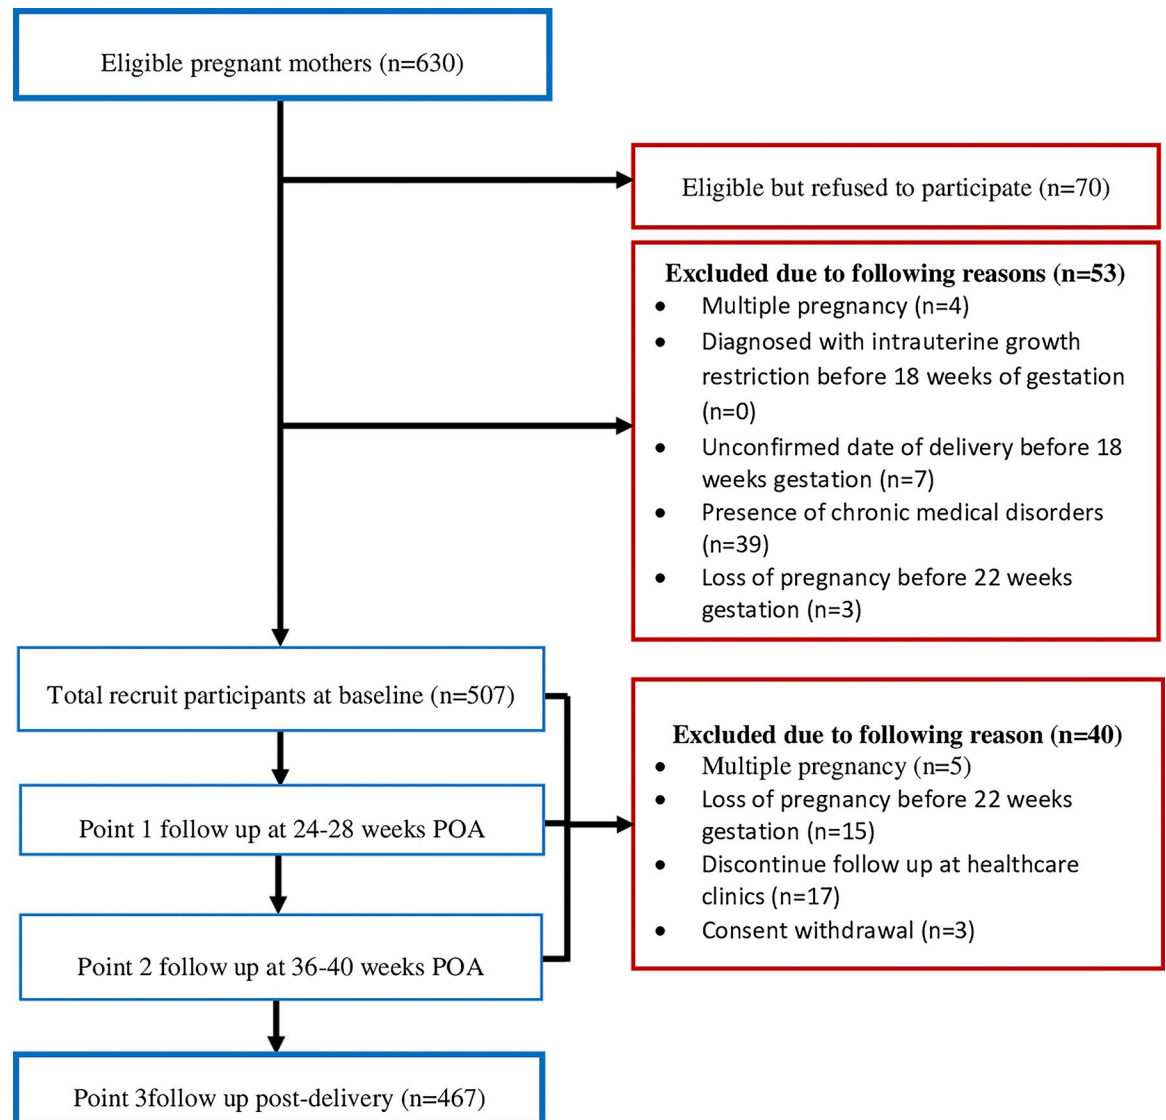 Eligible pregnant mothers (n=630)
Eligible but refused to participate (n=70)
Excluded due to following reasons (n=53)
• Multiple pregnancy (n=4)
• Diagnosed with intrauterine growth
restriction before 18 weeks of gestation
(n=0)
• Unconfirmed date of delivery before 18
weeks gestation (n=7)
• Presence of chronic medical disorders
(n=39)
• Loss of pregnancy before 22 weeks
gestation (n=3)
Total recruit participants at baseline (n=507)
Excluded due to following reason (n=40)
• Multiple pregnancy (n=5)
• Loss of pregnancy before 22 weeks
gestation (n=15)
• Discontinue follow up at healthcare
clinics (n=17)
• Consent withdrawal (n=3)
Point 1 follow up at 24-28 weeks POA
Point 2 follow up at 36-40 weeks POA
Point 3follow up post-delivery (n=467)